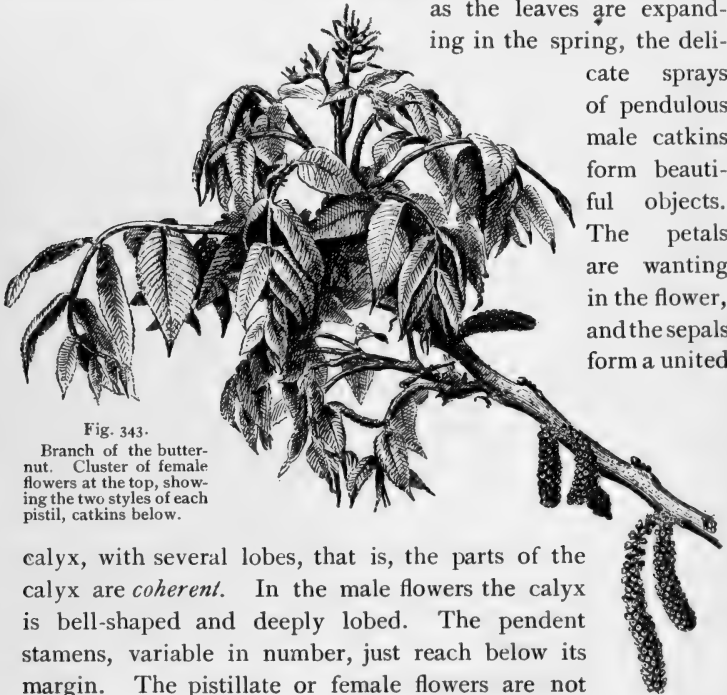 as the leaves are expand-
ing in the spring, the deli-
cate sprays
of pendulous
male catkins
form beauti-
ful objects.
The petals
are wanting
in the flower,
and the sepals
form a united
Fig. 343.
Branch of the butter-
nut. Cluster of female
flowers at the top, show-
ing the two styles of each
pistil, catkins below.
calyx, with several lobes, that is, the parts of the
calyx are coherent. In the male flowers the calyx
is bell-shaped and deeply lobed. The pendent
stamens, variable in number, just reach below its
margin. The pistillate or female flowers are not